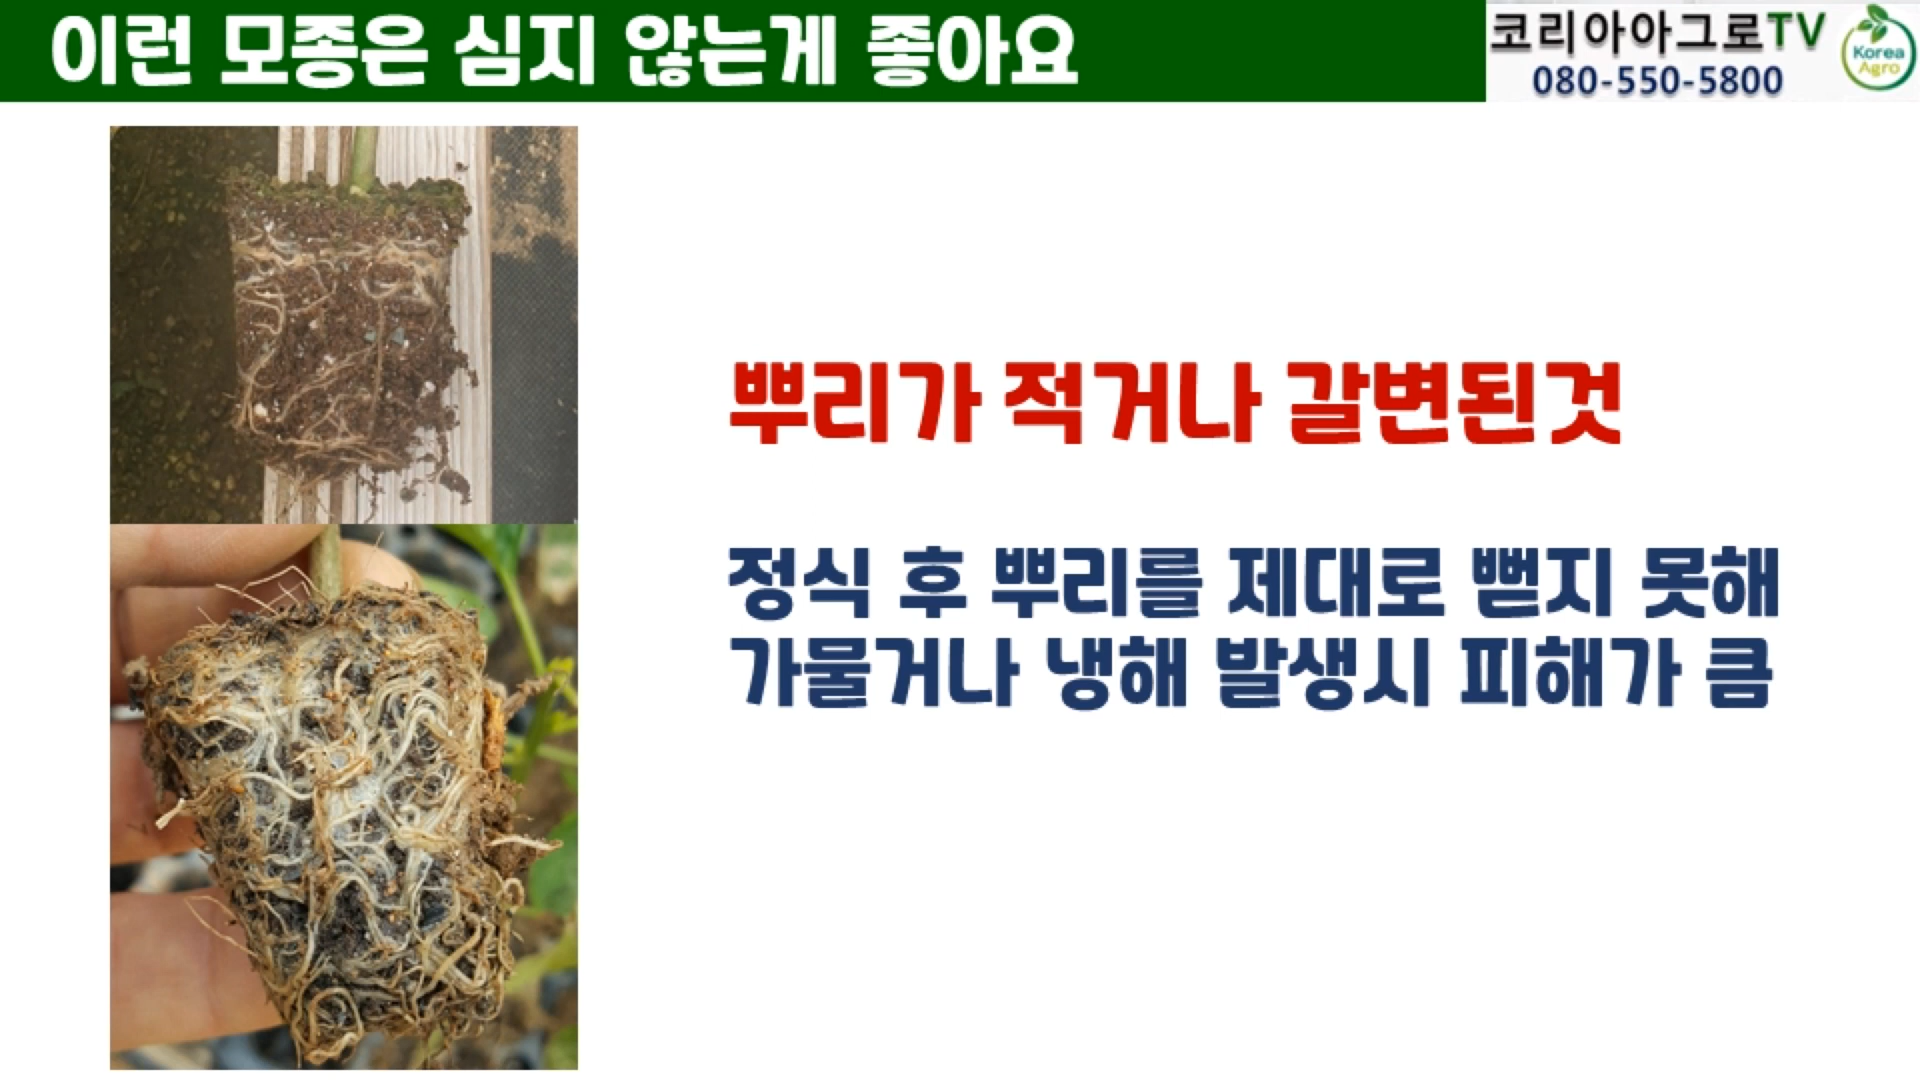 이런 모종은 심지 않는게 좋아요
코리아아그로TV
080-550-5800
Korea
Agro
뿌리가 적거나 갈변된것
정식 후 뿌리를 제대로 뻗지 못해
가물거나 냉해 발생시 피해가 큼